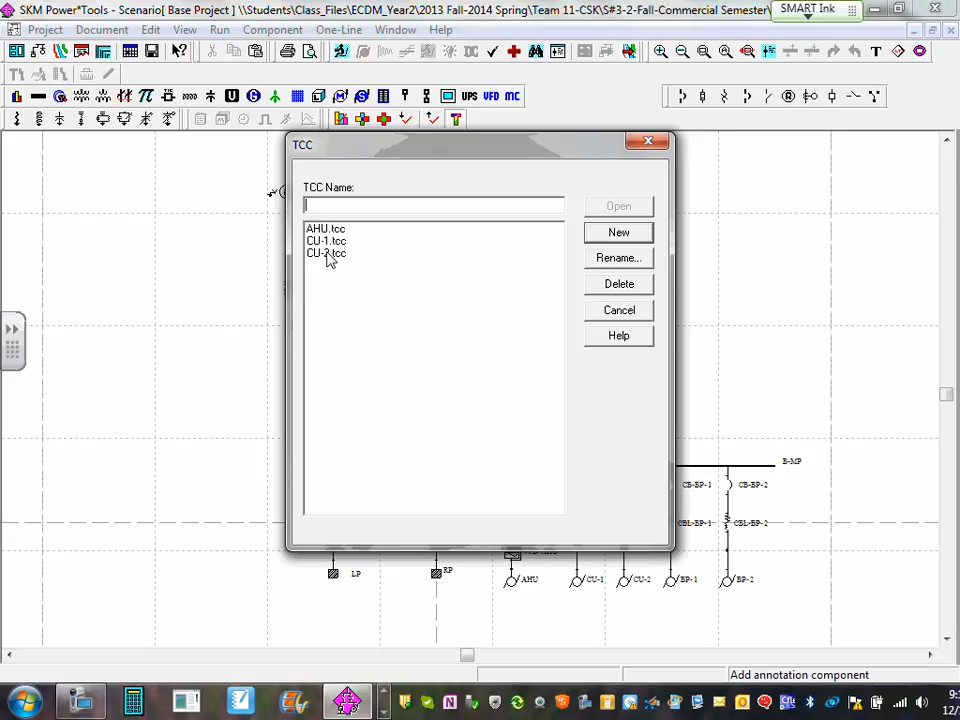 SKM Power*Tools - Scenario[ Base Project ] \\Students\Class_Files\ECDM_Year2\2013 Fall-2014 Spring\Team 11-CSK\S#3-2-Fall-Commercial Semester\
SMART Ink
Project Document Edit View Run Component One-Line Window Help
UPS VFD MC
TCC
TCC Name:
Open
AHU.tcc
CU-1.tcc
CU-2.tcc
New
Rename...
Delete
Cancel
Help
B-MP
CB-BP-1 CB-BP-2
CBL-BP-1 CBL-BP-2
LP RP AHU CU-1 CU-2 BP-1 BP-2
Add annotation component